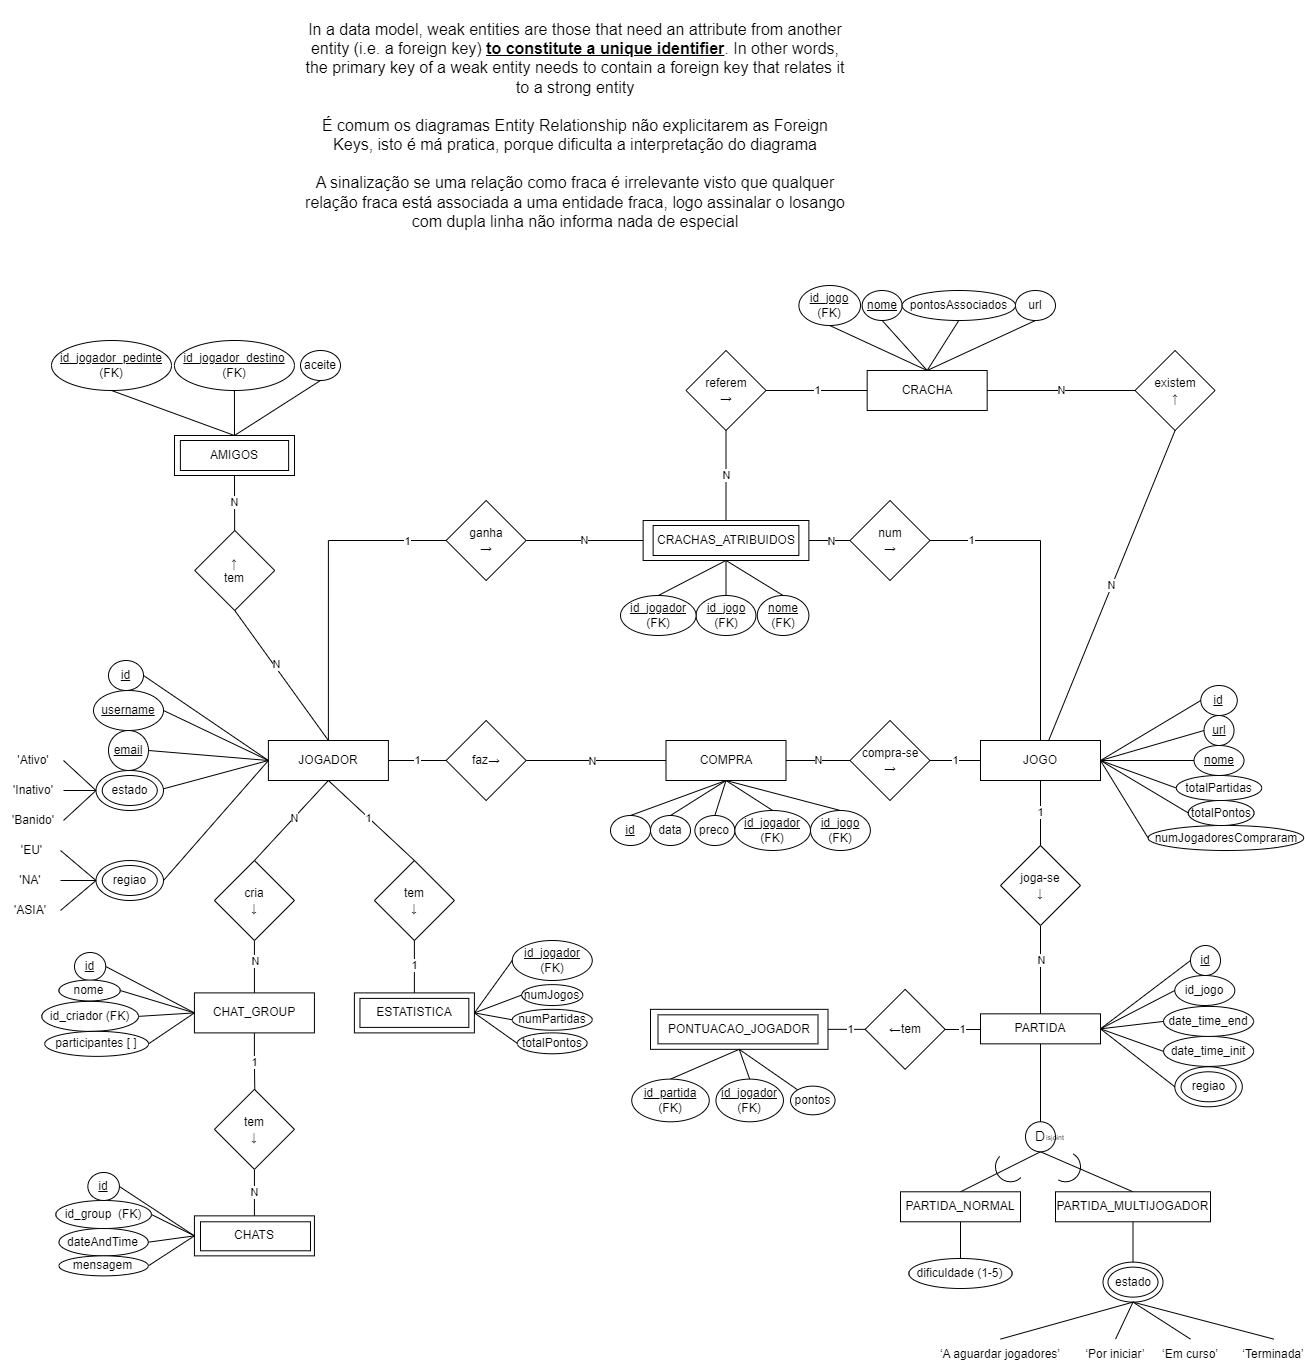 In a data model, weak entities are those that need an attribute from another
entity (i.e. a foreign key) to constitute a unique identifier. In other words,
the primary key of a weak entity needs to contain a foreign key that relates it
to a strong entity
É comum os diagramas Entity Relationship não explicitarem as Foreign
Keys, isto é má pratica, porque dificulta a interpretação do diagrama
A sinalização se uma relação como fraca é irrelevante visto que qualquer
relação fraca está associada a uma entidade fraca, logo assinalar o losango
com dupla linha não informa nada de especial
id_jogo
(FK)
nome
pontosAssociados
url
id_jogador_pedinte
(FK)
id_jogador_destino
(FK)
aceite
referem
→
1
CRACHA
N
existem
↑
AMIGOS
N
N
↑
tem
1
ganha
→
N
CRACHAS_ATRIBUIDOS
N
num
→
1
N
id_jogador
(FK)
id_jogo
(FK)
nome
(FK)
N
id
username
email
estado
'Ativo'
'Inativo'
'Banido'
regiao
'EU'
'NA'
'ASIA'
JOGADOR
1
faz→
N
COMPRA
N
compra-se
→
1
JOGO
id
url
nome
totalPartidas
totalPontos
numJogadoresCompraram
id
data
preco
id_jogador
(FK)
id_jogo
(FK)
N
1
1
cria
↓
tem
↓
joga-se
↓
N
1
N
id
nome
id_criador (FK)
participantes [ ]
CHAT_GROUP
ESTATISTICA
id_jogador
(FK)
numJogos
numPartidas
totalPontos
PONTUACAO_JOGADOR
1
←tem
1
PARTIDA
id
id_jogo
date_time_end
date_time_init
regiao
id_partida
(FK)
id_jogador
(FK)
pontos
1
tem
↓
N
Disjoint
id
id_group (FK)
dateAndTime
mensagem
CHATS
PARTIDA_NORMAL
PARTIDA_MULTIJOGADOR
dificuldade (1-5)
estado
‘A aguardar jogadores’
‘Por iniciar’
‘Em curso’
‘Terminada’